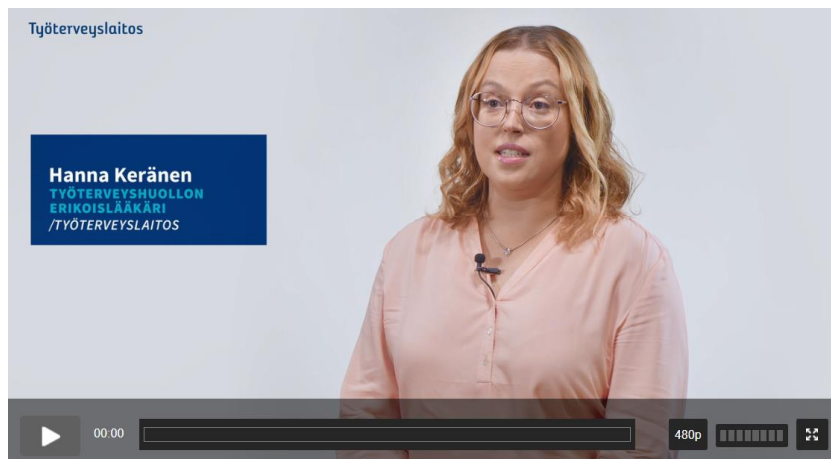 Työterveyslaitos
Hanna Keränen
TYÖTERVEYSHUOLLON
ERIKOISLÄÄKÄRI
/TYÖTERVEYSLAITOS
00:00
480p